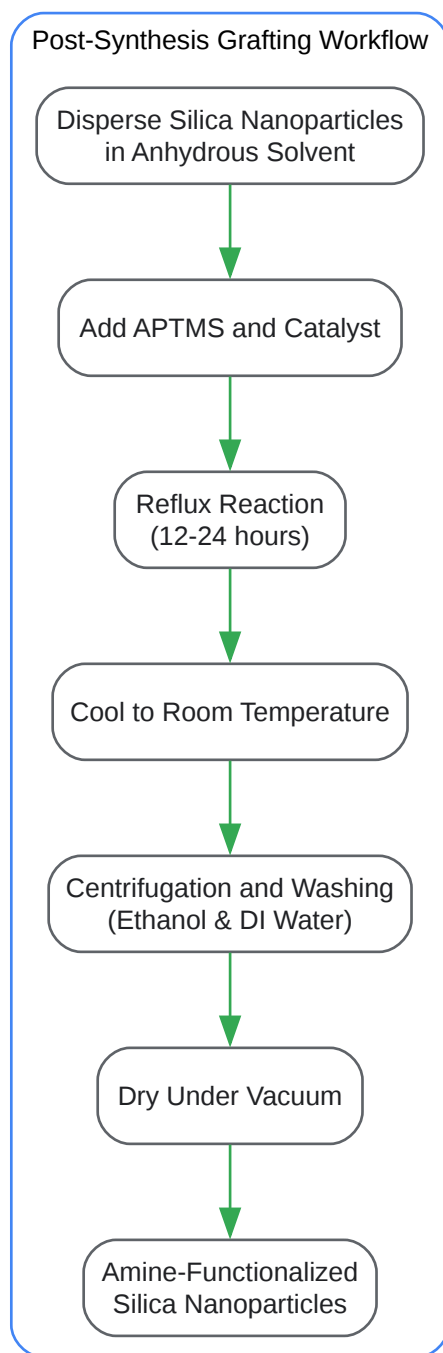 Post-Synthesis Grafting Workflow
Disperse Silica Nanoparticles
in Anhydrous Solvent
Add APTMS and Catalyst
Reflux Reaction
(12-24 hours)
Cool to Room Temperature
Centrifugation and Washing
(Ethanol & DI Water)
Dry Under Vacuum
Amine-Functionalized
Silica Nanoparticles